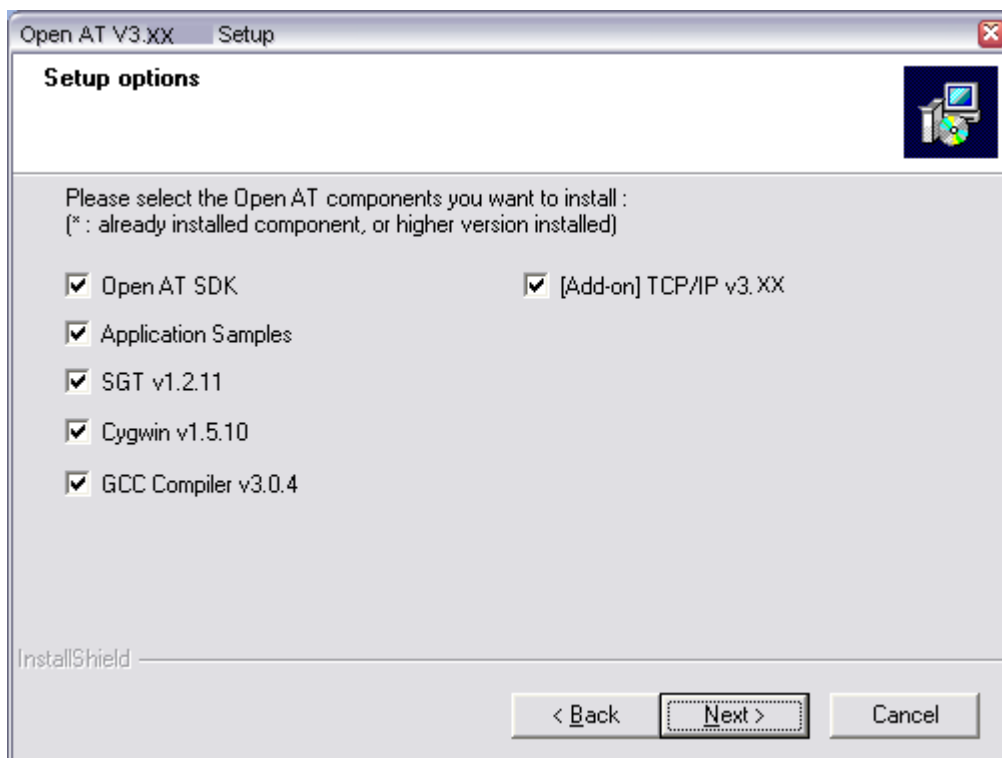 Open AT V3.XX Setup
Setup options
Please select the Open AT components you want to install :
(* : already installed component, or higher version installed)
Open AT SDK
[Add-on] TCP/IP v3.XX
Application Samples
SGT v1.2.11
Cygwin v1.5.10
GCC Compiler v3.0.4
InstallShield
< Back
Next >
Cancel